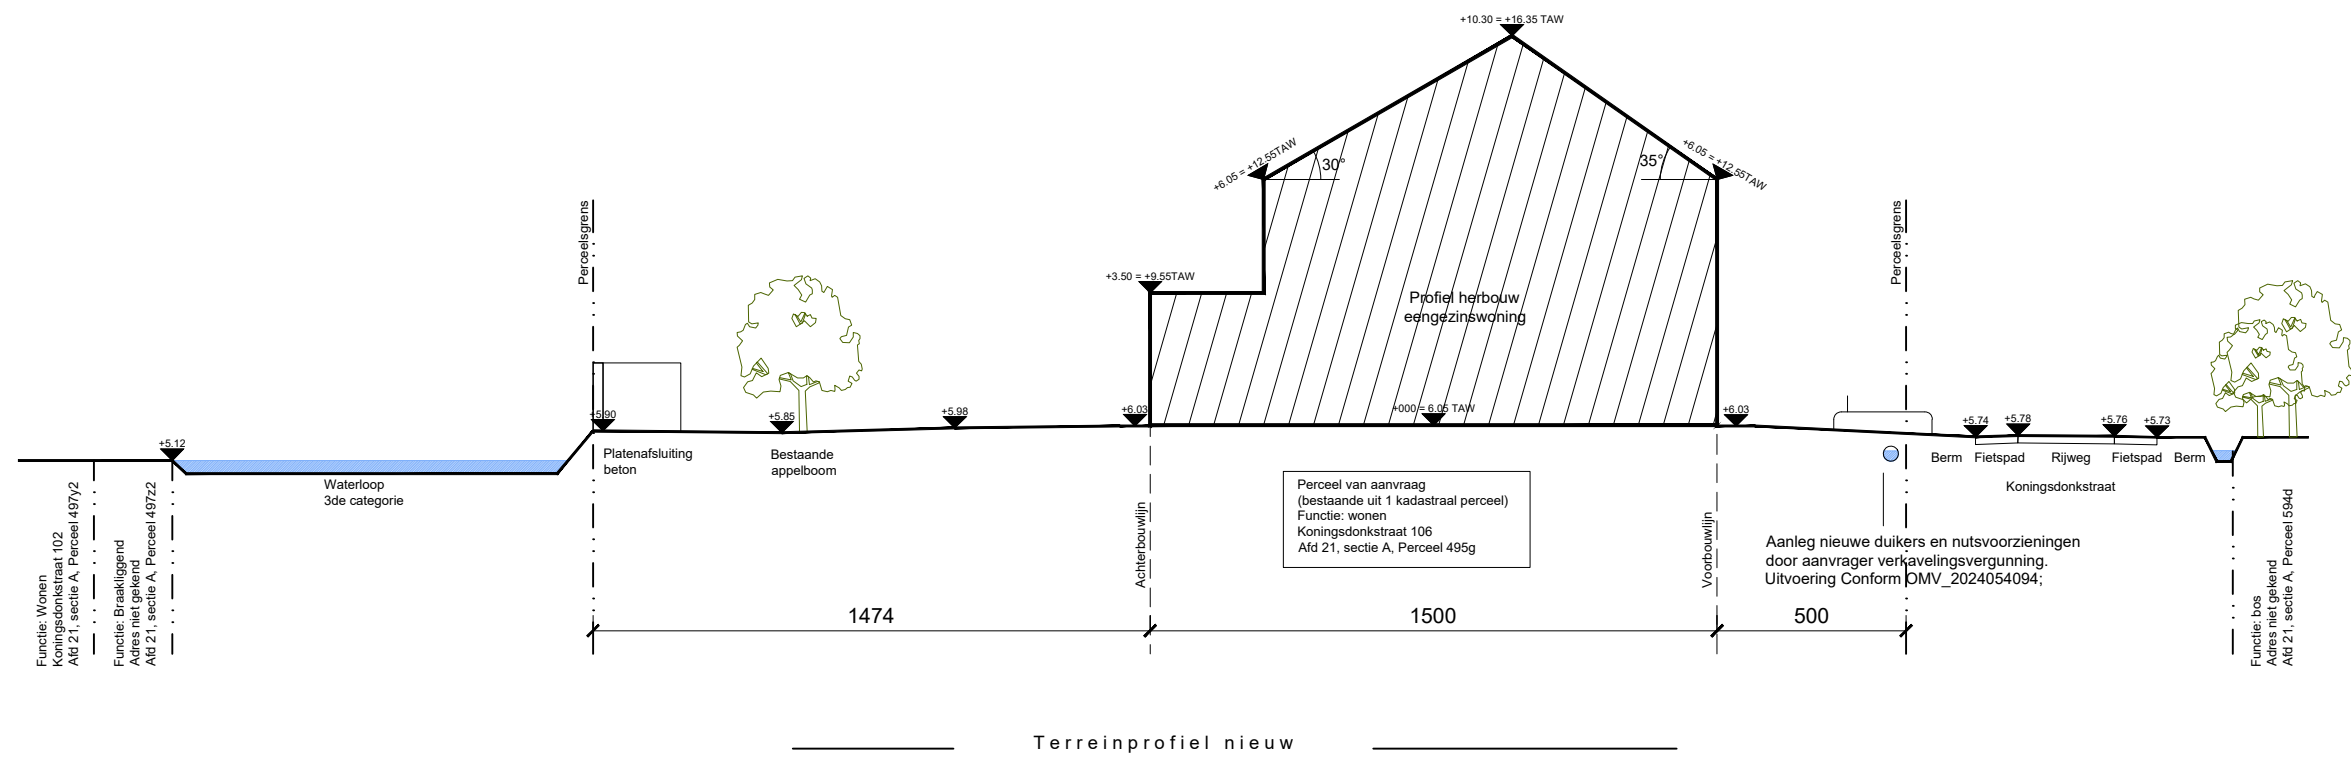 +10.30 = +16.35 TAW
+6.05 = +12.55TAW
30°
35°
+6.05 = +12.55TAW
Perceelsgrens
Perceelsgrens
+3.50 = +9.55TAW
Profiel herbouw
eengezinswoning
+5.12
+5.90
+5.85
+5.98
+6.03
+000 = 6.05 TAW
+6.03
+5.74
+5.78
+5.76
+5.73
Platenafsluiting
beton
Bestaande
appelboom
Berm
Fietspad
Rijweg
Fietspad
Berm
Koningsdonkstraat
Waterloop
3de categorie
Perceel van aanvraag
(bestaande uit 1 kadastraal perceel)
Functie: wonen
Koningsdonkstraat 106
Afd 21, sectie A, Perceel 495g
Functie: Wonen
Koningsdonkstraat 102
Afd 21, sectie A, Perceel 497y2
Functie: Braakliggend
Adres niet gekend
Afd 21, sectie A, Perceel 497z2
Achterbouwlijn
Voorbouwlijn
Aanleg nieuwe duikers en nutsvoorzieningen
door aanvrager verkavelingsvergunning.
Uitvoering Conform OMV_2024054094;
Functie: bos
Adres niet gekend
Afd 21, sectie A, Perceel 594d
1474
1500
500
Terreinprofiel nieuw